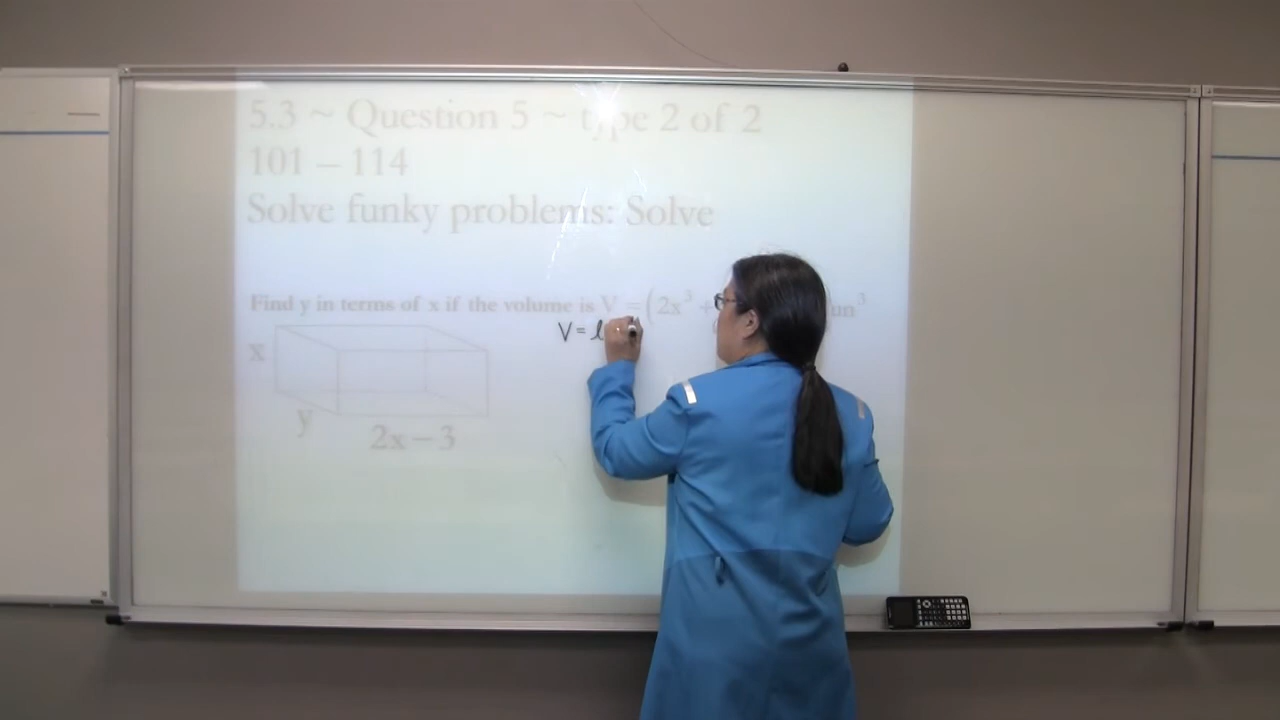 5.3 ~ Question 5 ~ type 2 of 2
101 – 114
Solve funky problems: Solve
Find y in terms of x if the volume is V = (2x³ + un³
V = l
x
y
2x – 3